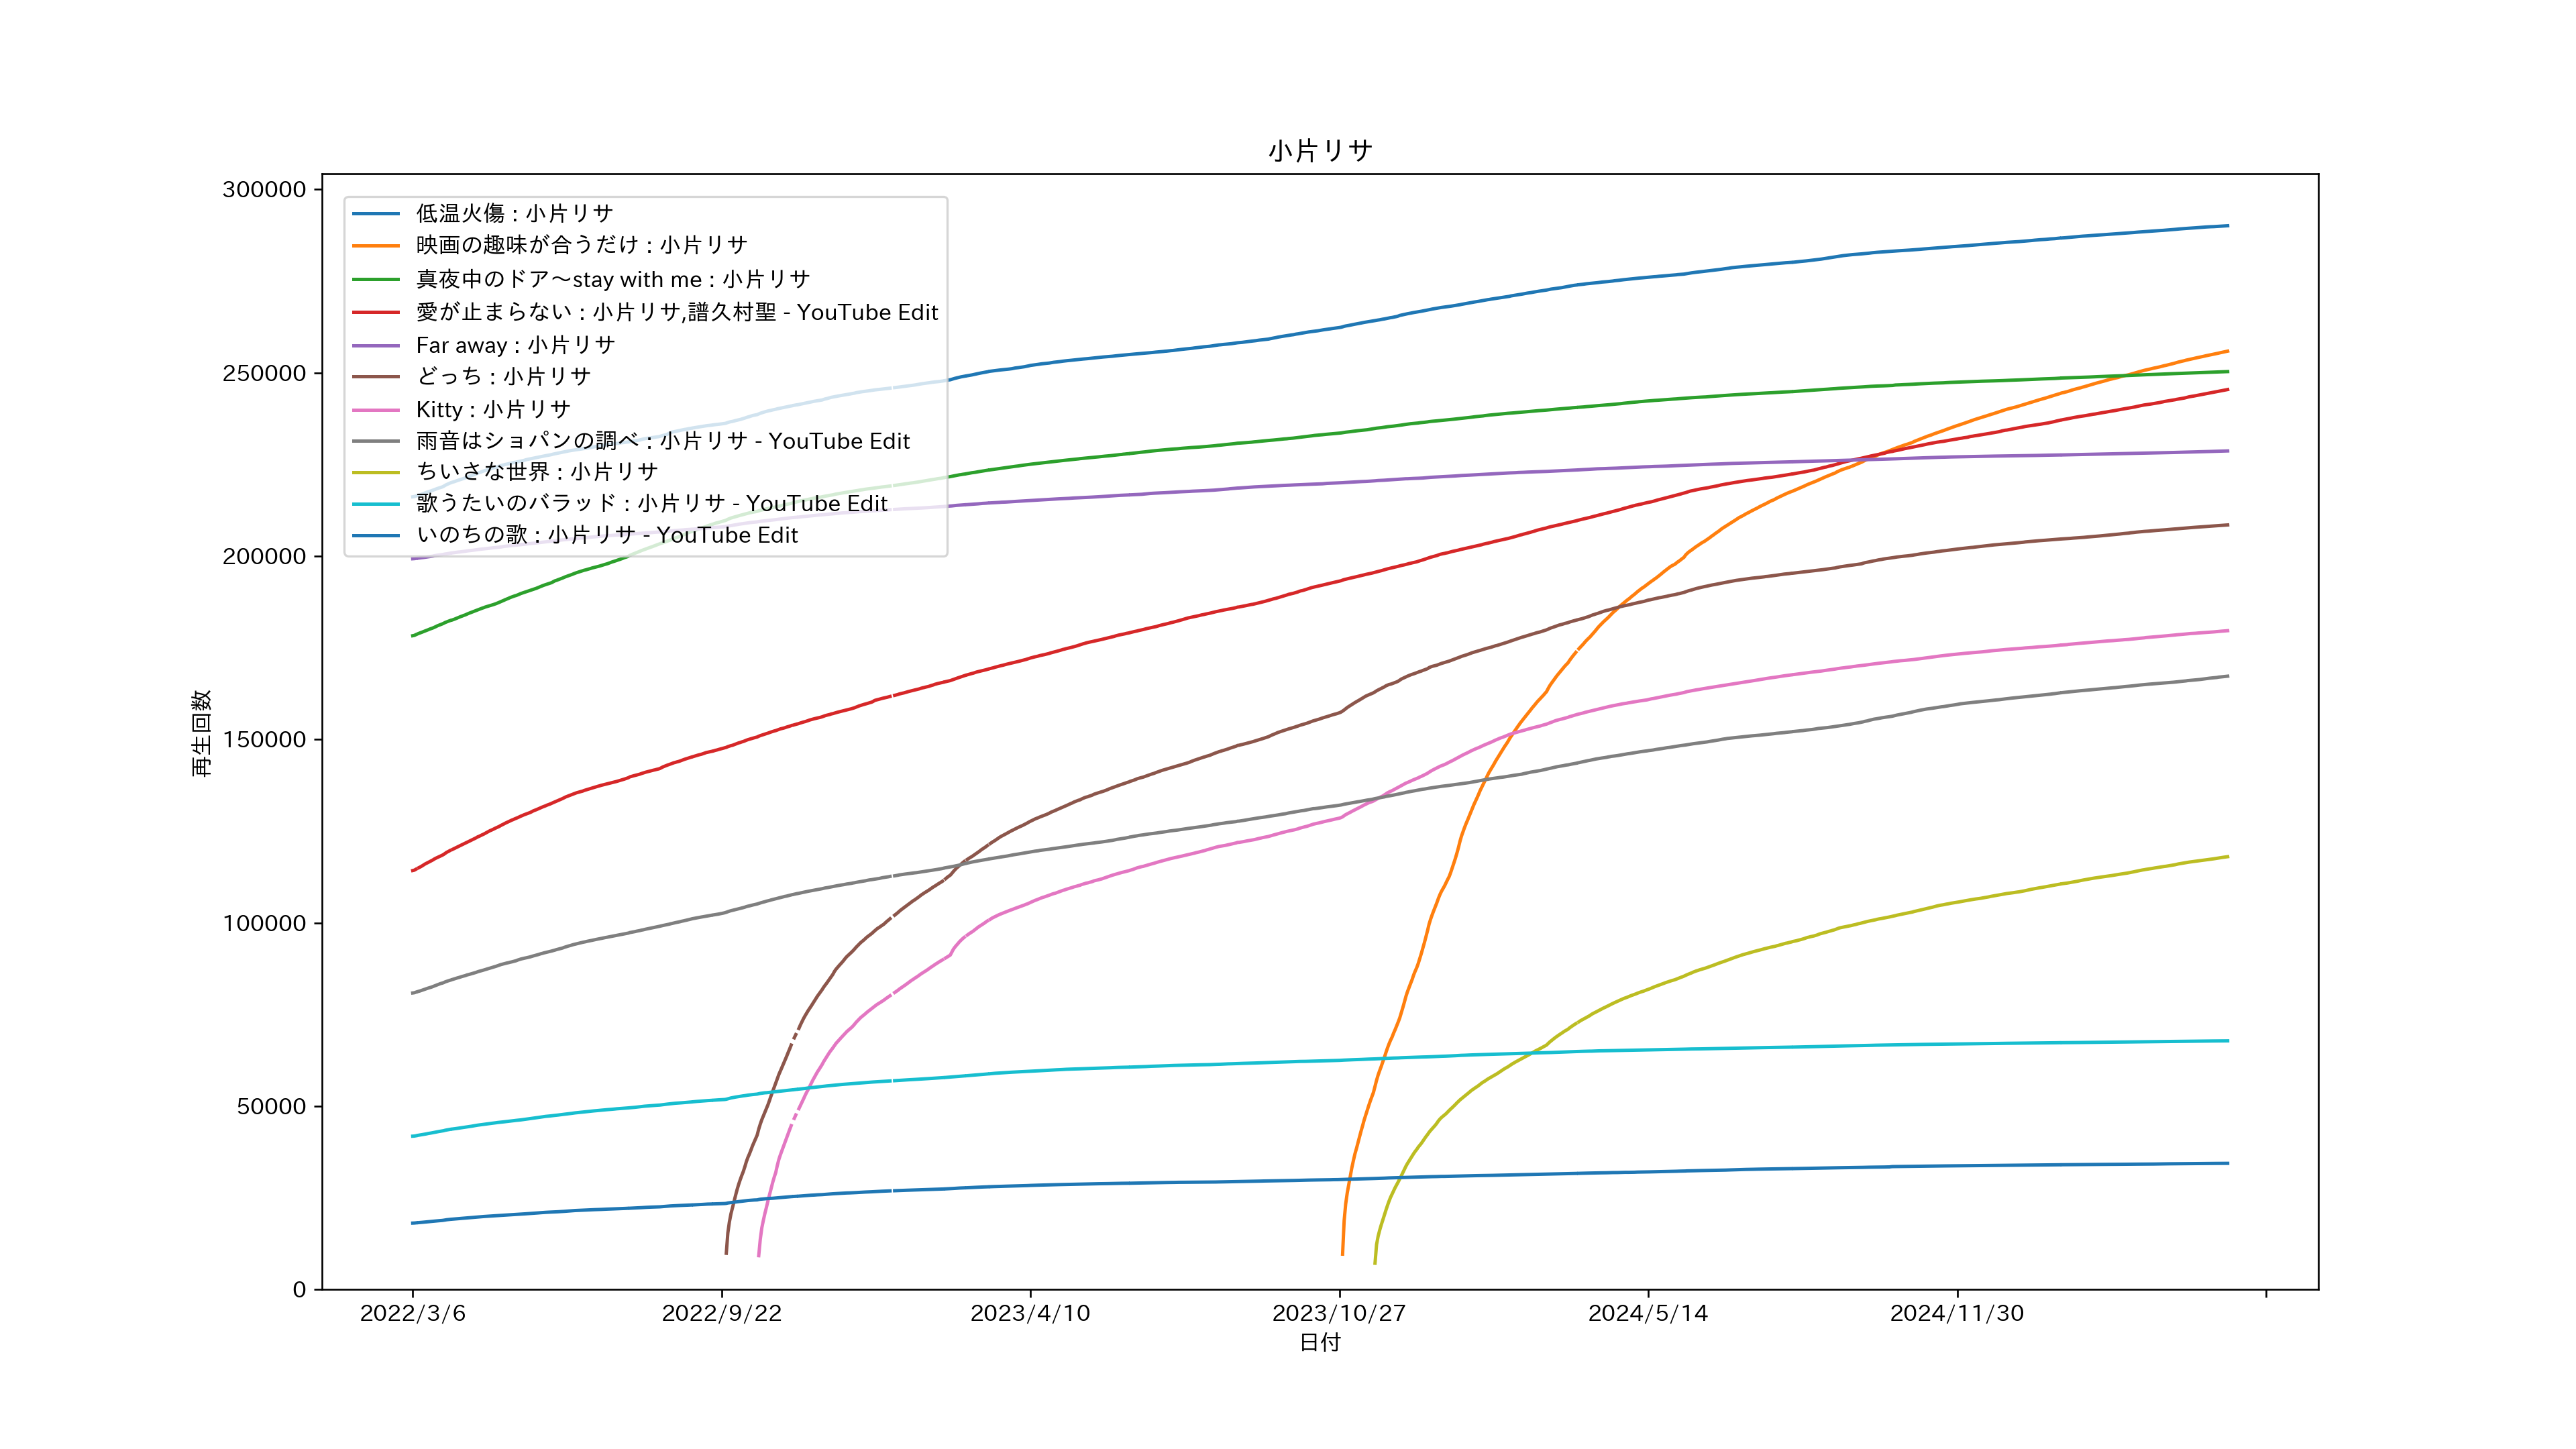 小片リサ
300000
250000
200000
150000
100000
50000
0
再生回数
低温火傷 : 小片リサ
映画の趣味が合うだけ : 小片リサ
真夜中のドア～stay with me : 小片リサ
愛が止まらない : 小片リサ,譜久村聖 - YouTube Edit
Far away : 小片リサ
どっち : 小片リサ
Kitty : 小片リサ
雨音はショパンの調べ : 小片リサ - YouTube Edit
ちいさな世界 : 小片リサ
歌うたいのバラッド : 小片リサ - YouTube Edit
いのちの歌 : 小片リサ - YouTube Edit
2022/3/6 2022/9/22 2023/4/10 2023/10/27 2024/5/14 2024/11/30
日付